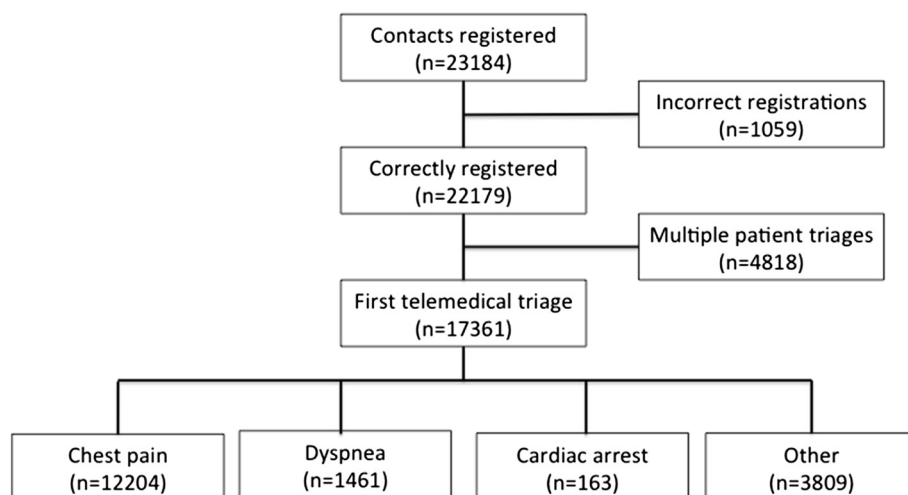 Contacts registered
(n=23184)
Incorrect registrations
(n=1059)
Correctly registered
(n=22179)
Multiple patient triages
(n=4818)
First telemedical triage
(n=17361)
Chest pain
(n=12204)
Dyspnea
(n=1461)
Cardiac arrest
(n=163)
Other
(n=3809)